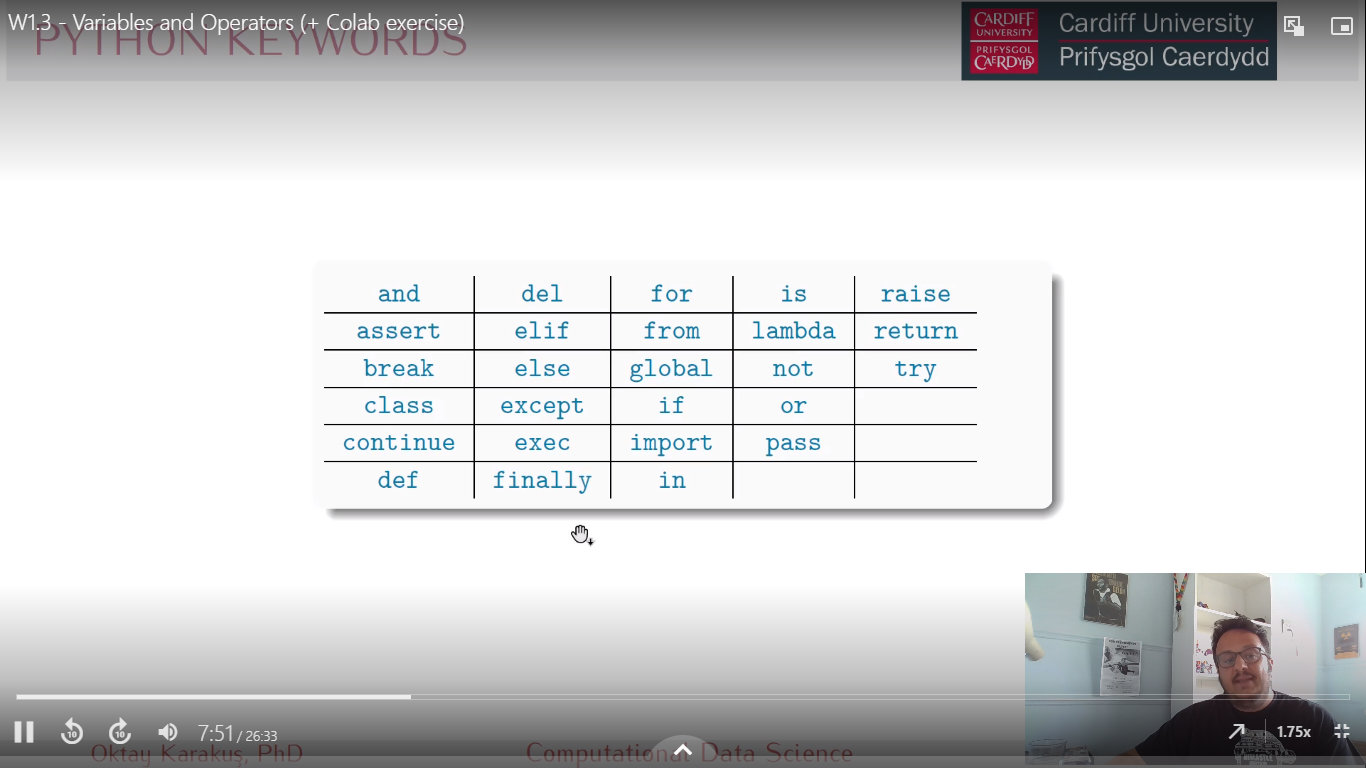 W1.3 - Variables and Operators (+ Colab exercise)
PYTHON KEYWORDS
CARDIFF UNIVERSITY
PRIFYSGOL CAERDYDD
Cardiff University
Prifysgol Caerdydd
and del for is raise
assert elif from lambda return
break else global not try
class except if or
continue exec import pass
def finally in
10 10 7:51 / 26:33 1.75x
Oktay Karakuş, PhD Computational Data Science